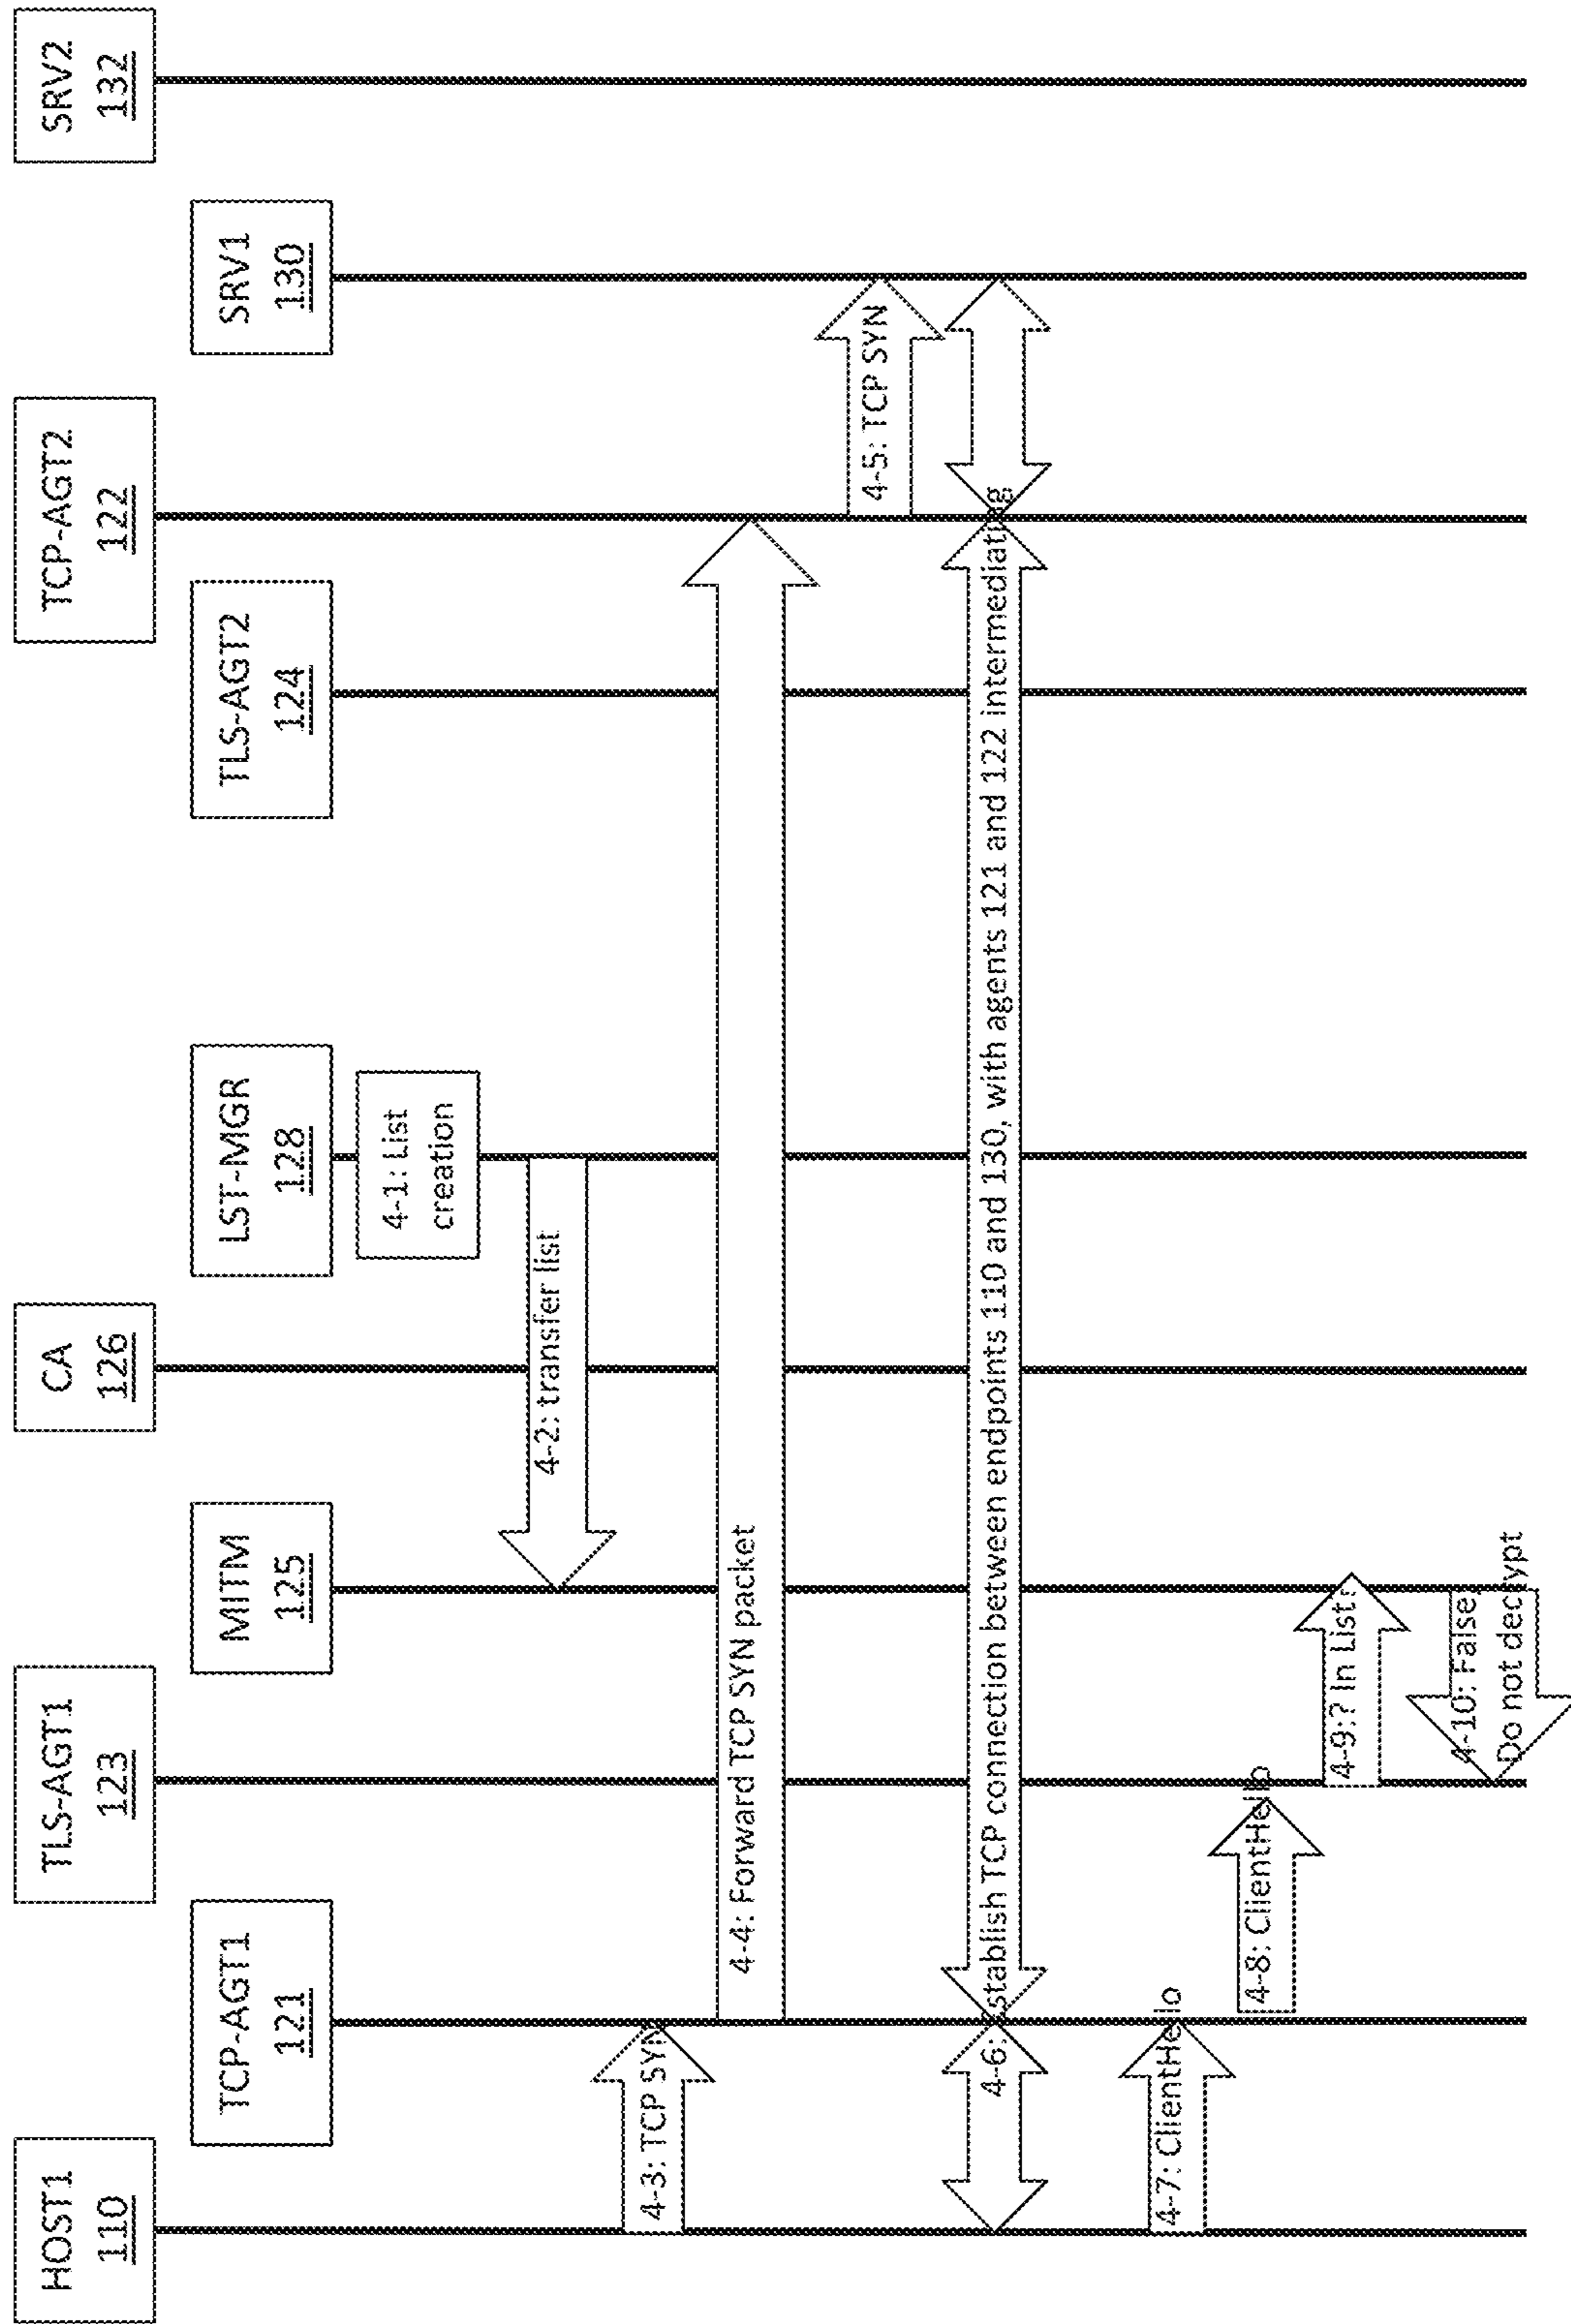 HOST1
110
TCP-AGT1
121
TLS-AGT1
123
MITM
125
CA
126
LST-MGR
128
TLS-AGT2
124
TCP-AGT2
122
SRV1
130
SRV2
132
4-1: List
creation
4-2: transfer list
4-3: TCP SYN
4-4: Forward TCP SYN packet
4-5: TCP SYN
4-6: Establish TCP connection between endpoints 110 and 130, with agents 121 and 122 intermediating
4-7: ClientHello
4-8: ClientHello
4-9:? In List
4-10: False
Do not decrypt